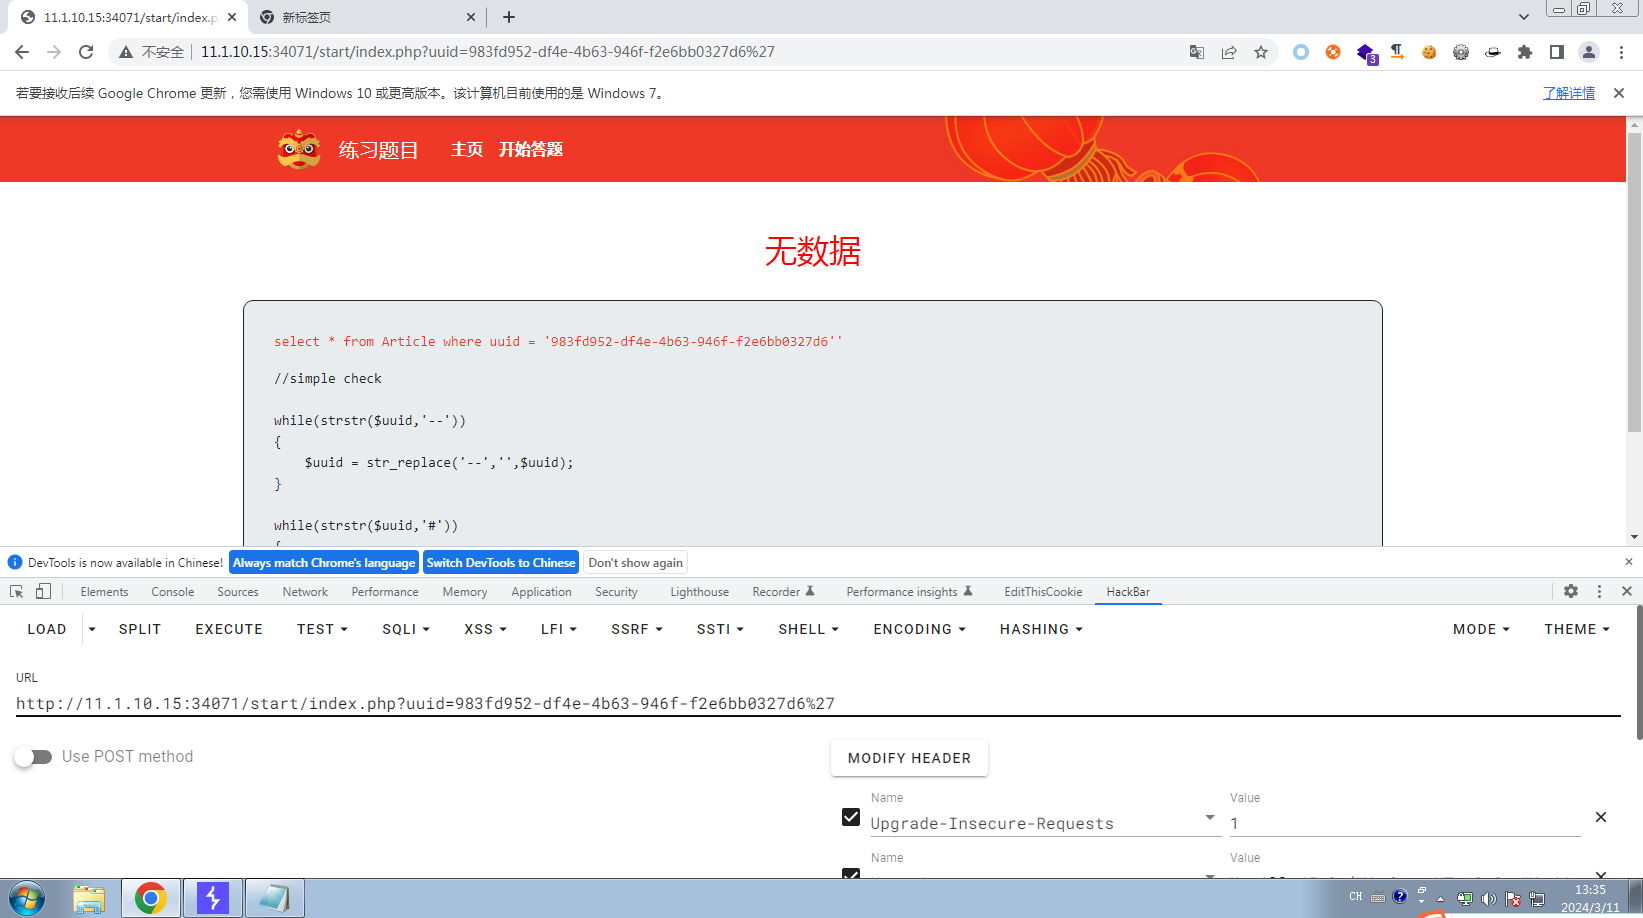 11.1.10.15:34071/start/index.p
新标签页
不安全
11.1.10.15:34071/start/index.php?uuid=983fd952-df4e-4b63-946f-f2e6bb0327d6%27
3
若要接收后续 Google Chrome 更新，您需使用 Windows 10 或更高版本。该计算机目前使用的是 Windows 7。
了解详情
练习题目 主页 开始答题
无数据
select * from Article where uuid = '983fd952-df4e-4b63-946f-f2e6bb0327d6''
//simple check
while(strstr($uuid,'--'))
{
$uuid = str_replace('--','',$uuid);
}
while(strstr($uuid,'#'))
{
DevTools is now available in Chinese! Always match Chrome's language Switch DevTools to Chinese Don't show again
Elements Console Sources Network Performance Memory Application Security Lighthouse Recorder Performance insights EditThisCookie HackBar
LOAD SPLIT EXECUTE TEST SQLI XSS LFI SSRF SSTI SHELL ENCODING HASHING MODE THEME
URL
http://11.1.10.15:34071/start/index.php?uuid=983fd952-df4e-4b63-946f-f2e6bb0327d6%27
Use POST method
MODIFY HEADER
Name Value
Upgrade-Insecure-Requests 1
Name Value
CH
13:35
2024/3/11